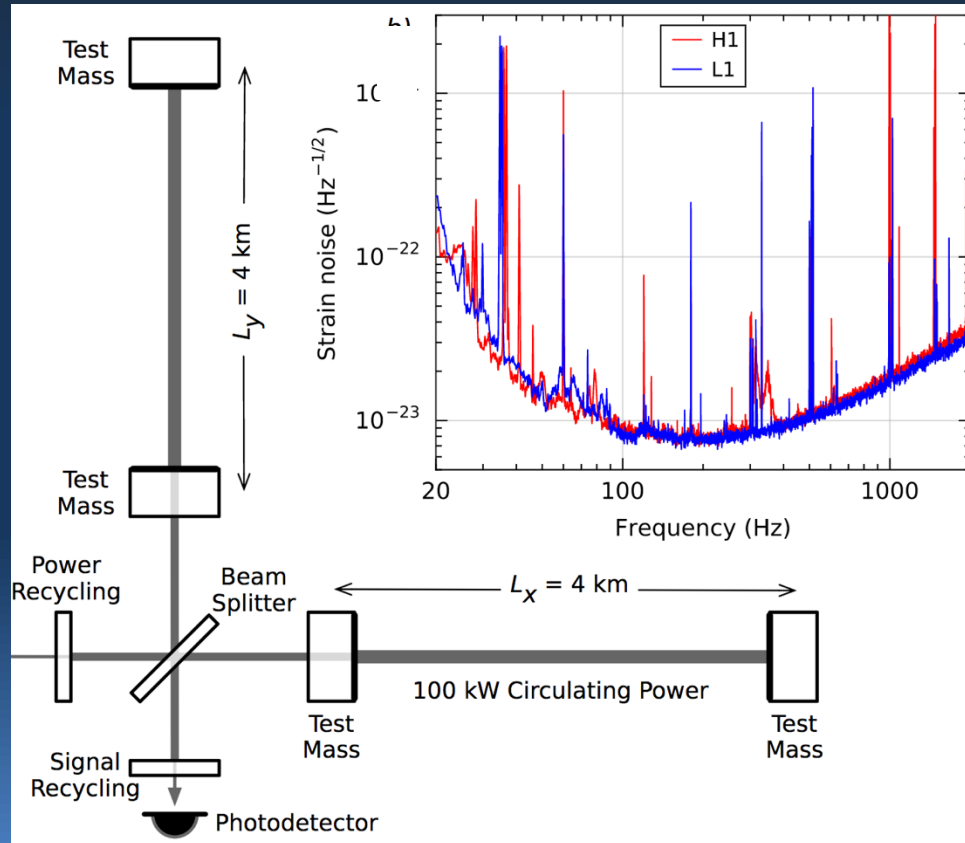 Test
Mass
L_y = 4 km
Test
Mass
Power
Recycling
Beam
Splitter
L_x = 4 km
100 kW Circulating Power
Test
Mass
Test
Mass
Signal
Recycling
Photodetector
H1
L1
10^-22
10^-23
Strain noise (Hz^-1/2)
20
100
1000
Frequency (Hz)